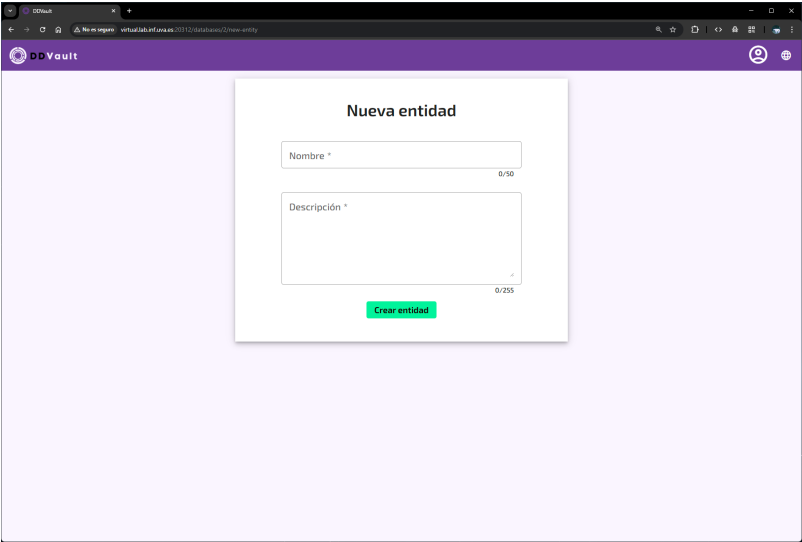 DDVault
No es seguro virtual.lab.inf.uva.es:20312/databases/2/new-entity
DDVault
Nueva entidad
Nombre *
0/50
Descripción *
0/255
Crear entidad